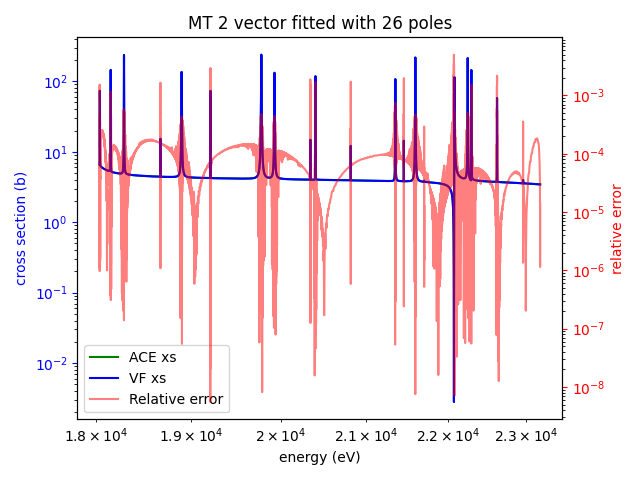 MT 2 vector fitted with 26 poles
cross section (b)
10²
10¹
10⁰
10⁻¹
10⁻²
relative error
10⁻³
10⁻⁴
10⁻⁵
10⁻⁶
10⁻⁷
10⁻⁸
ACE xs
VF xs
Relative error
1.8 × 10⁴ 1.9 × 10⁴ 2 × 10⁴ 2.1 × 10⁴ 2.2 × 10⁴ 2.3 × 10⁴
energy (eV)